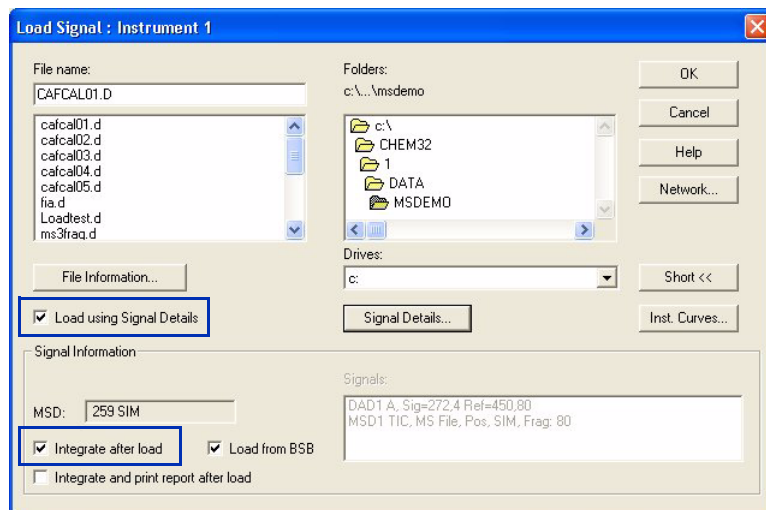 Load Signal : Instrument 1
File name:
CAFCAL01.D
cafcal01.d
cafcal02.d
cafcal03.d
cafcal04.d
cafcal05.d
fia.d
Loadtest.d
ms3frag.d
Folders:
c:\...\msdemo
c:\
CHEM32
1
DATA
MSDEMO
OK
Cancel
Help
Network...
Drives:
c:
File Information...
Short <<
Load using Signal Details
Signal Details...
Inst. Curves...
Signal Information
MSD: 259 SIM
Signals:
DAD1 A, Sig=272,4 Ref=450,80
MSD1 TIC, MS File, Pos, SIM, Frag: 80
Integrate after load
Load from BSB
Integrate and print report after load